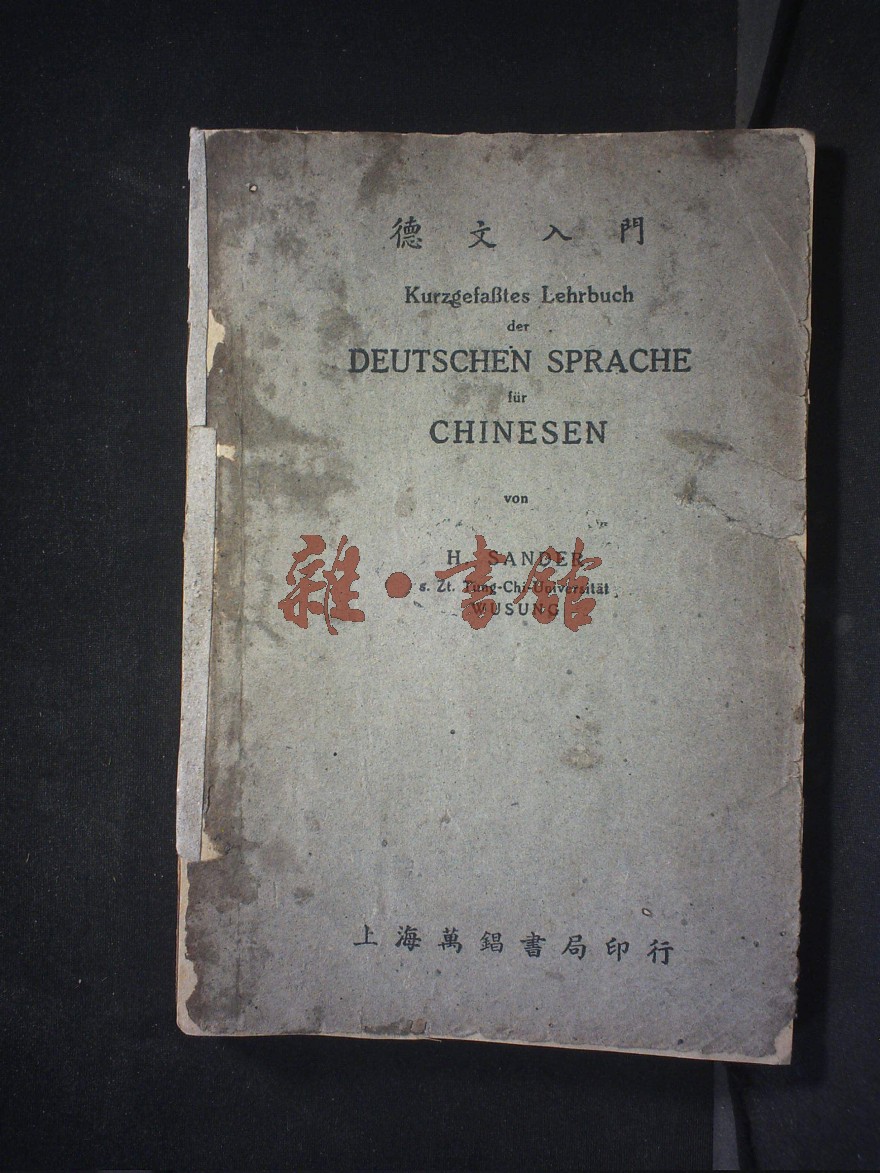 德文入門
Kurzgefaßtes Lehrbuch
der
DEUTSCHEN SPRACHE
für
CHINESEN
von
H. SANDER
s. Zt. Tung-Chi-Universität
WUSUNG
雜·書館
上海萬錩書局印行